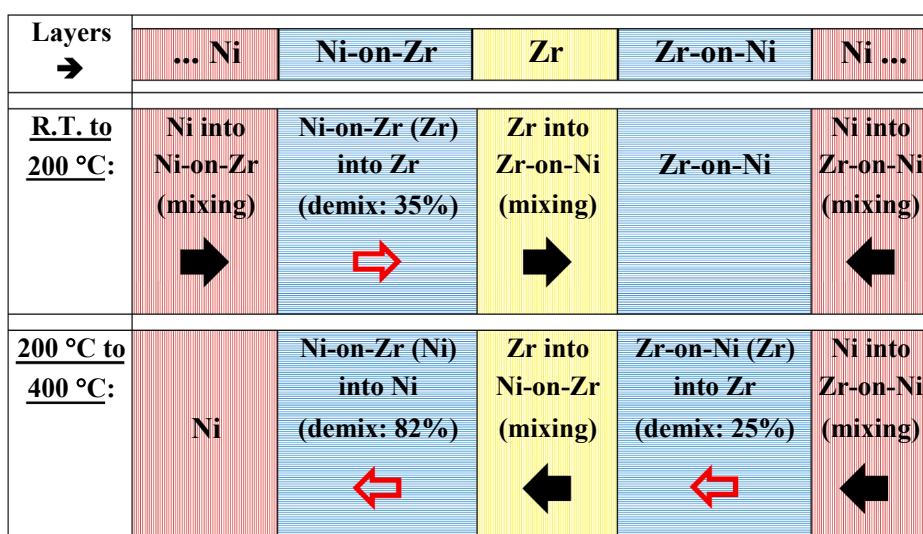 Layers
➔
... Ni
Ni-on-Zr
Zr
Zr-on-Ni
Ni ...
R.T. to
200 °C:
Ni into
Ni-on-Zr
(mixing)
Ni-on-Zr (Zr)
into Zr
(demix: 35%)
Zr into
Zr-on-Ni
(mixing)
Zr-on-Ni
Ni into
Zr-on-Ni
(mixing)
200 °C to
400 °C:
Ni
Ni-on-Zr (Ni)
into Ni
(demix: 82%)
Zr into
Ni-on-Zr
(mixing)
Zr-on-Ni (Zr)
into Zr
(demix: 25%)
Ni into
Zr-on-Ni
(mixing)